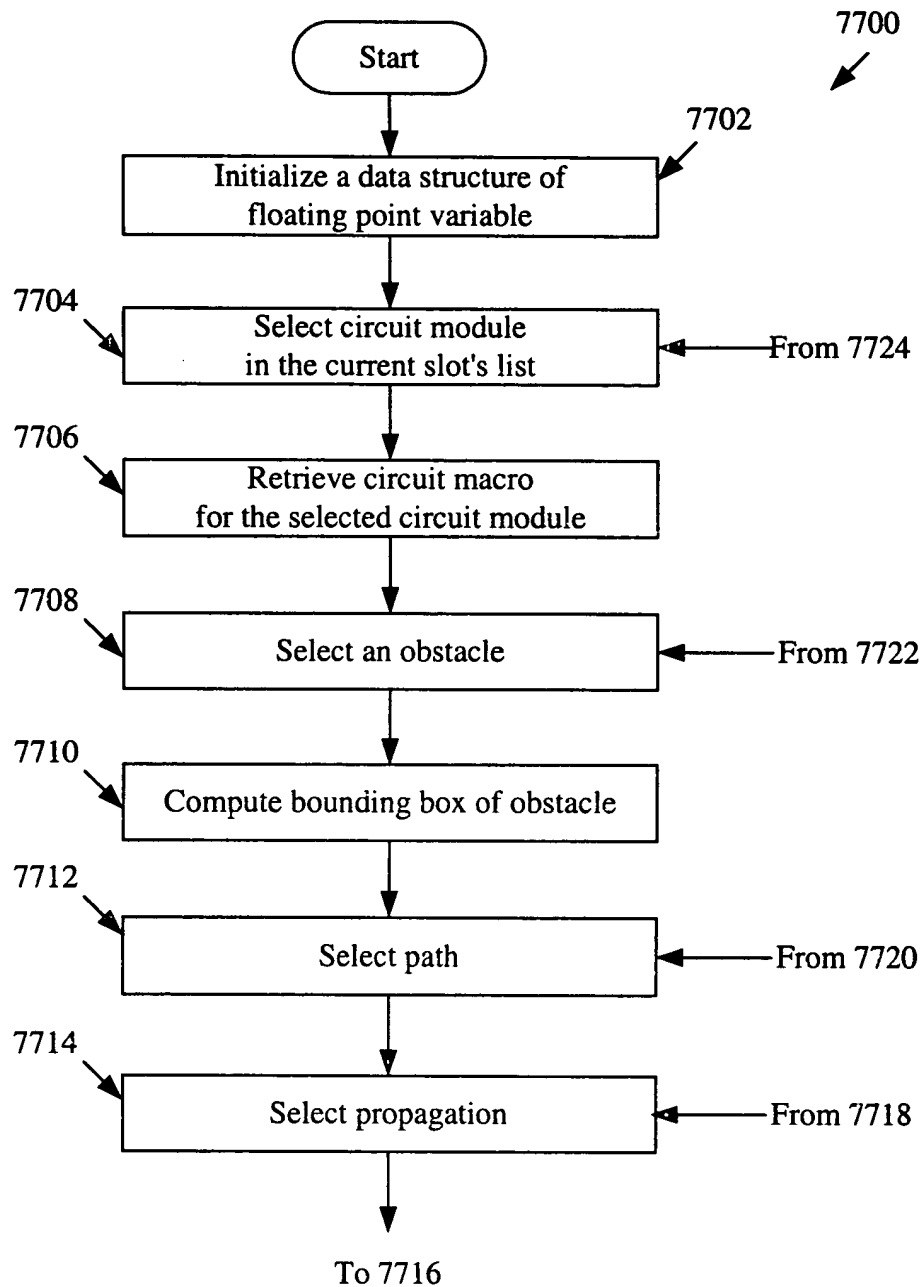 7700
Start
7702
Initialize a data structure of
floating point variable
7704
Select circuit module
in the current slot's list
From 7724
7706
Retrieve circuit macro
for the selected circuit module
7708
Select an obstacle
From 7722
7710
Compute bounding box of obstacle
7712
Select path
From 7720
7714
Select propagation
From 7718
To 7716